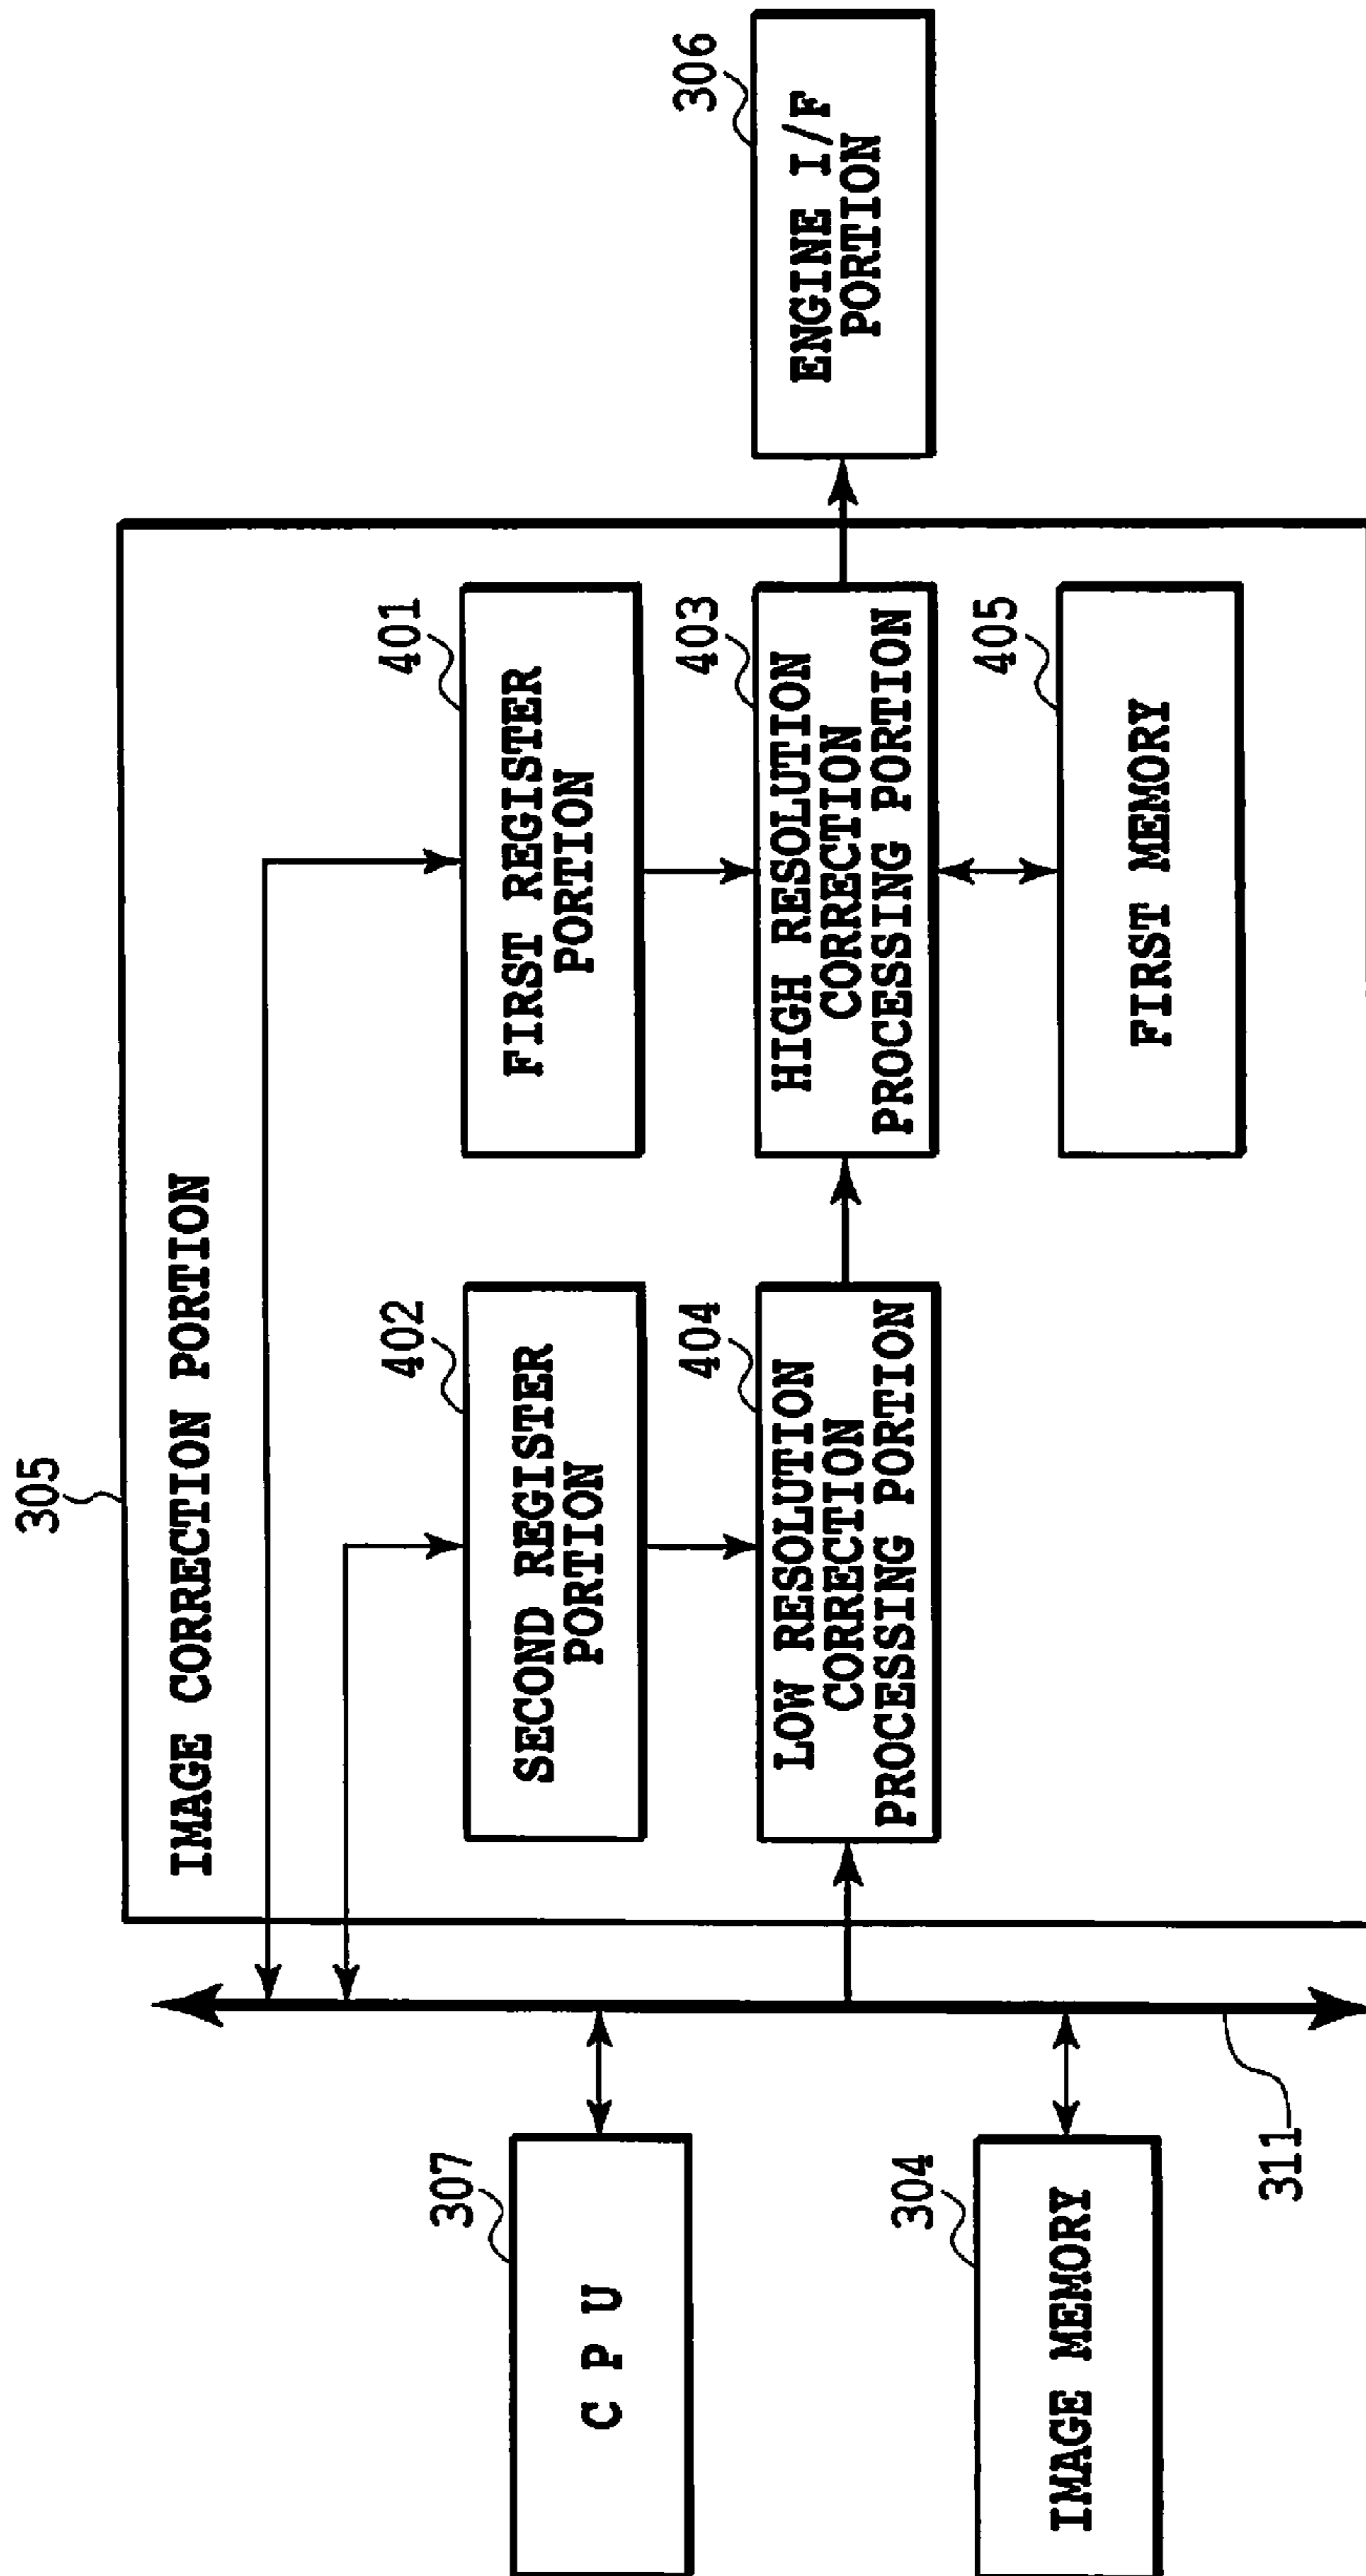 305
IMAGE CORRECTION PORTION
307
C P U
402
SECOND REGISTER
PORTION
401
FIRST REGISTER
PORTION
404
LOW RESOLUTION
CORRECTION
PROCESSING PORTION
403
HIGH RESOLUTION
CORRECTION
PROCESSING PORTION
306
ENGINE I/F
PORTION
304
IMAGE MEMORY
405
FIRST MEMORY
311